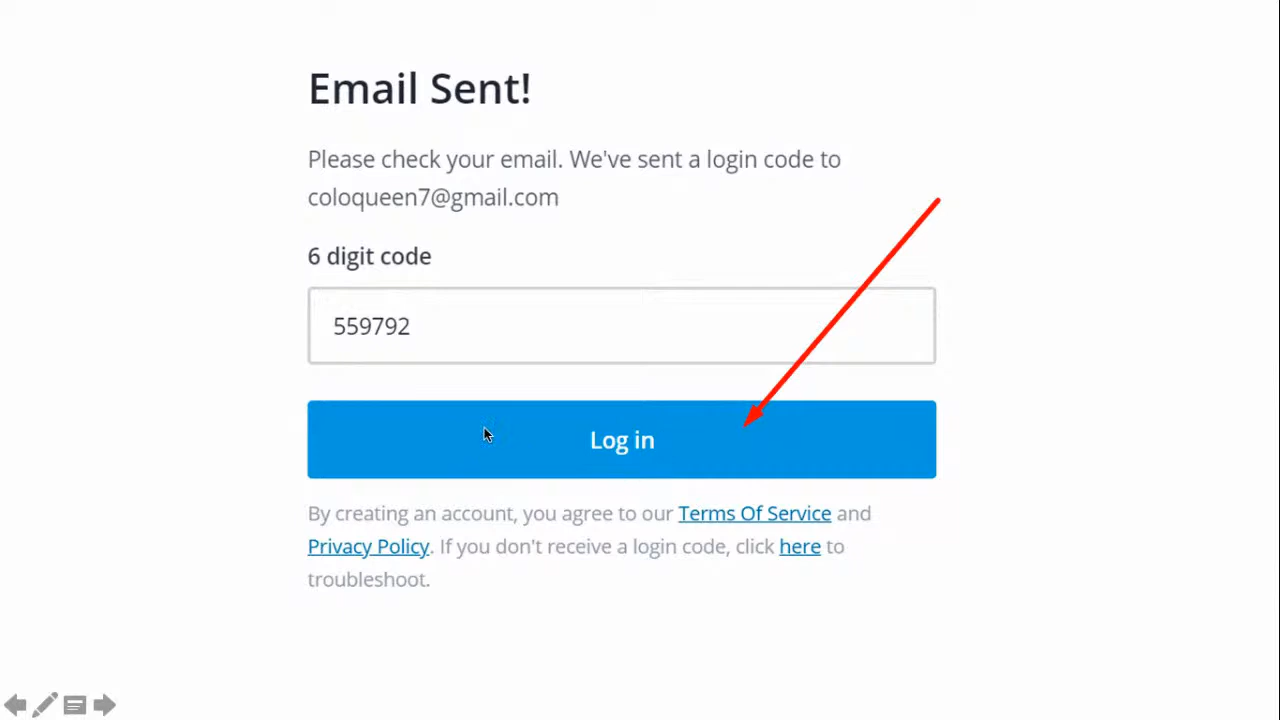 Email Sent!
Please check your email. We've sent a login code to
coloqueen7@gmail.com
6 digit code
559792
Log in
By creating an account, you agree to our Terms Of Service and
Privacy Policy. If you don't receive a login code, click here to
troubleshoot.